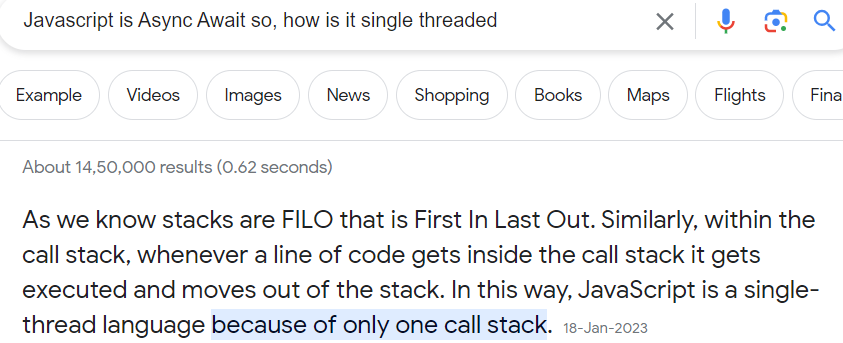 Javascript is Async Await so, how is it single threaded
Example Videos Images News Shopping Books Maps Flights Fina
About 14,50,000 results (0.62 seconds)
As we know stacks are FILO that is First In Last Out. Similarly, within the
call stack, whenever a line of code gets inside the call stack it gets
executed and moves out of the stack. In this way, JavaScript is a single-
thread language because of only one call stack. 18-Jan-2023